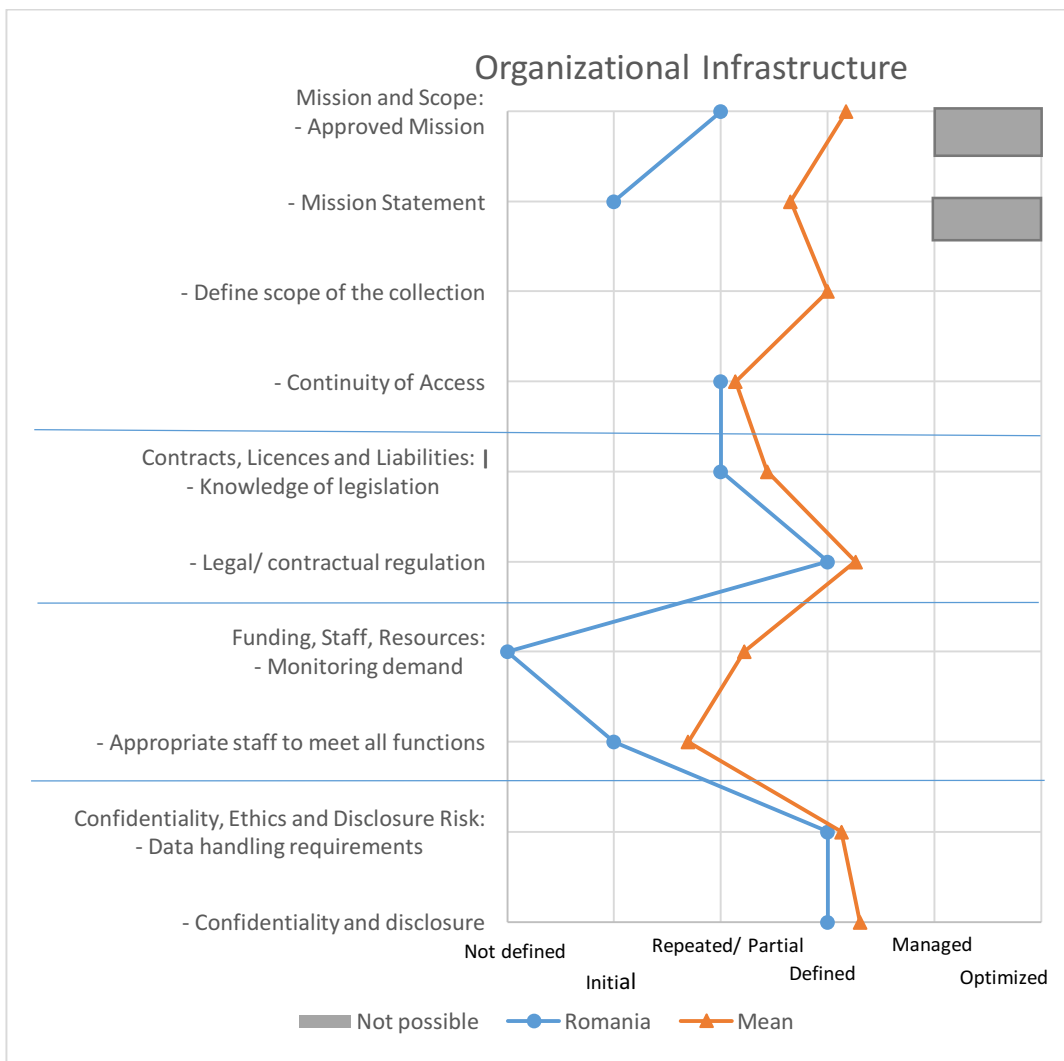 Organizational Infrastructure
Mission and Scope:
- Approved Mission
- Mission Statement
- Define scope of the collection
- Continuity of Access
Contracts, Licences and Liabilities: |
- Knowledge of legislation
- Legal/ contractual regulation
Funding, Staff, Resources:
- Monitoring demand
- Appropriate staff to meet all functions
Confidentiality, Ethics and Disclosure Risk:
- Data handling requirements
- Confidentiality and disclosure
Not defined
Initial
Repeated/ Partial
Defined
Managed
Optimized
Not possible
Romania
Mean